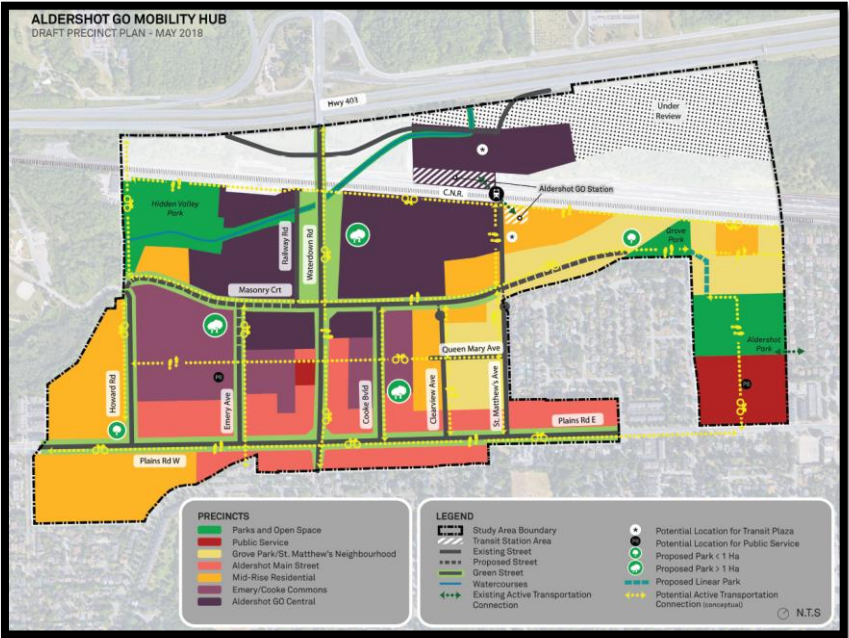 ALDERSHOT GO MOBILITY HUB
DRAFT PRECINCT PLAN - MAY 2018
Hwy 403
Under
Review
C.N.R.
Aldershot GO Station
Hidden Valley
Park
Railway Rd
Waterdown Rd
Grove
Park
Masonry Crt
Aldershot
Park
Queen Mary Ave
Howard Rd
PS
PS
Emery Ave
Cooke Blvd
Clearview Ave
St. Matthew's Ave
Plains Rd E
Plains Rd W
PRECINCTS
Parks and Open Space
Public Service
Grove Park/St. Matthew's Neighbourhood
Aldershot Main Street
Mid-Rise Residential
Emery/Cooke Commons
Aldershot GO Central
LEGEND
Study Area Boundary
Transit Station Area
Existing Street
Proposed Street
Green Street
Watercourses
Existing Active Transportation
Connection
Potential Location for Transit Plaza
PS
Potential Location for Public Service
Proposed Park < 1 Ha
Proposed Park > 1 Ha
Proposed Linear Park
Potential Active Transportation
Connection (conceptual)
N.T.S